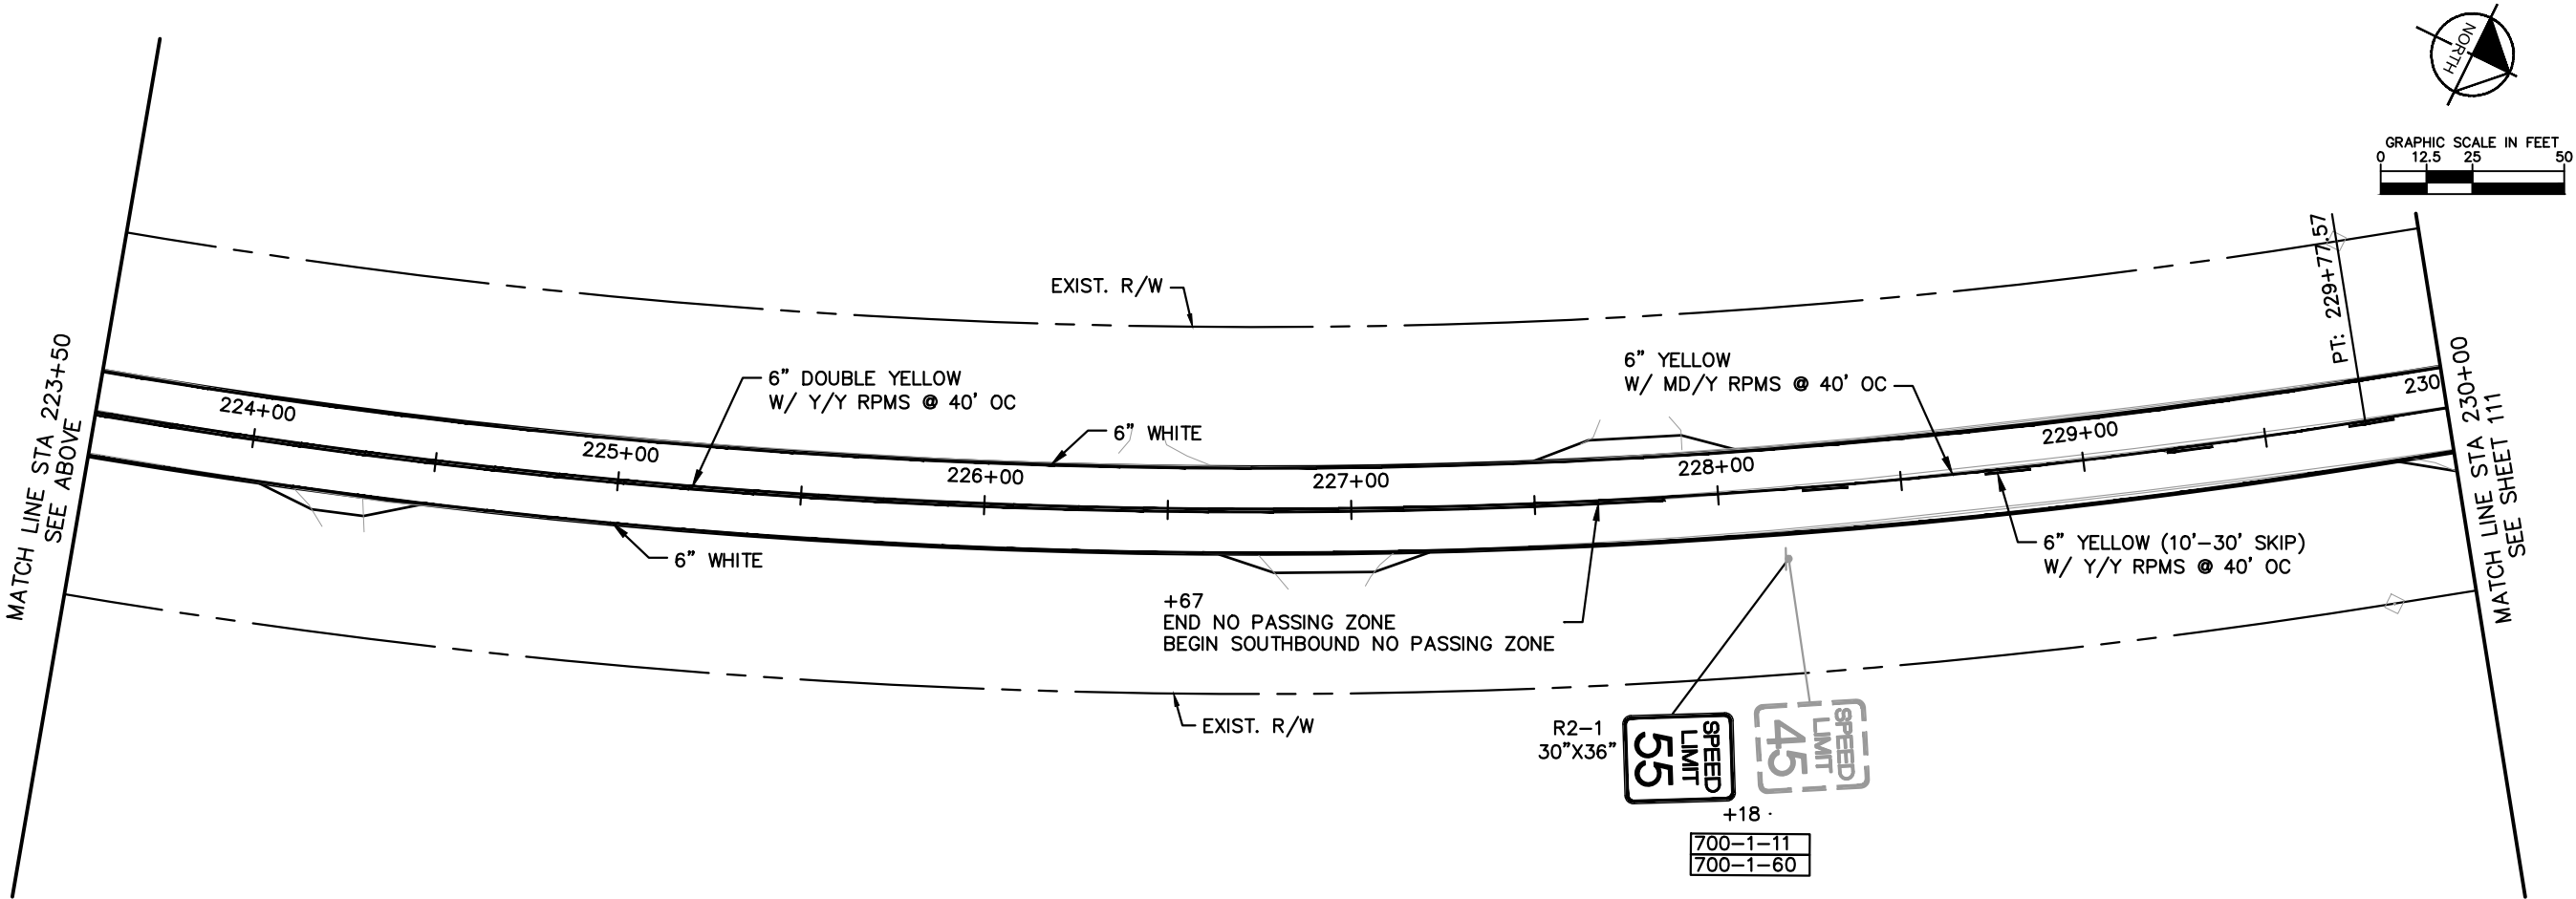 NORTH
GRAPHIC SCALE IN FEET
0 12.5 25 50
MATCH LINE STA 223+50
SEE ABOVE
EXIST. R/W
6" DOUBLE YELLOW
W/ Y/Y RPMS @ 40' OC
6" WHITE
6" YELLOW
W/ MD/Y RPMS @ 40' OC
PT: 229+77.57
224+00
225+00
226+00
227+00
228+00
229+00
230
6" WHITE
+67
END NO PASSING ZONE
BEGIN SOUTHBOUND NO PASSING ZONE
6" YELLOW (10'-30' SKIP)
W/ Y/Y RPMS @ 40' OC
MATCH LINE STA 230+00
SEE SHEET 111
EXIST. R/W
R2-1
30"X36"
SPEED
LIMIT
55
SPEED
LIMIT
45
+18
700-1-11
700-1-60